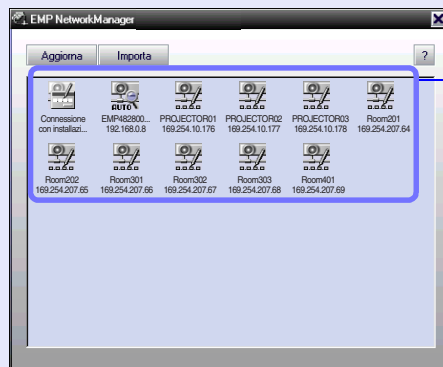 EMP NetworkManager
Aggiorna Importa ?
Connessione con installazi...
AUTO
EMP482800... 192.168.0.8
PROJECTOR01 169.254.10.176
PROJECTOR02 169.254.10.177
PROJECTOR03 169.254.10.178
Room201 169.254.207.64
Room202 169.254.207.65
Room301 169.254.207.66
Room302 169.254.207.67
Room303 169.254.207.68
Room401 169.254.207.69